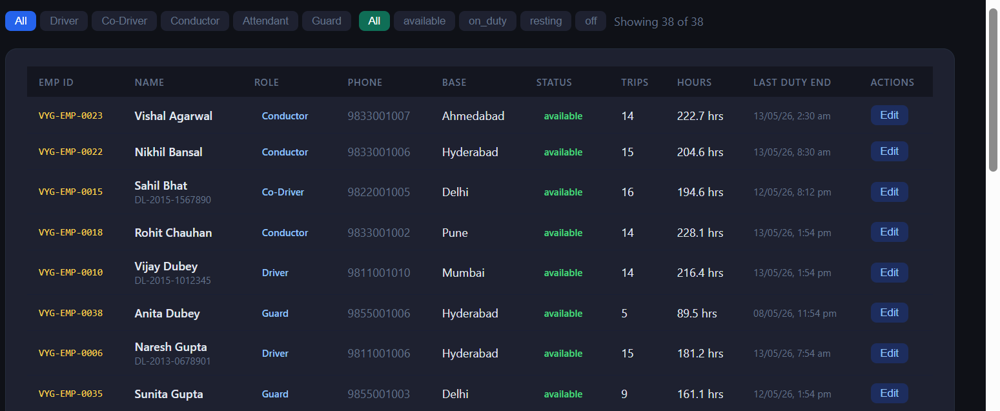 All Driver Co-Driver Conductor Attendant Guard All available on_duty resting off Showing 38 of 38
EMP ID NAME ROLE PHONE BASE STATUS TRIPS HOURS LAST DUTY END ACTIONS
VYG-EMP-0023 Vishal Agarwal Conductor 9833001007 Ahmedabad available 14 222.7 hrs 13/05/26, 2:30 am Edit
VYG-EMP-0022 Nikhil Bansal Conductor 9833001006 Hyderabad available 15 204.6 hrs 13/05/26, 8:30 am Edit
VYG-EMP-0015 Sahil Bhat Co-Driver 9822001005 Delhi available 16 194.6 hrs 12/05/26, 8:12 pm Edit
DL-2015-1567890
VYG-EMP-0018 Rohit Chauhan Conductor 9833001002 Pune available 14 228.1 hrs 13/05/26, 1:54 pm Edit
VYG-EMP-0010 Vijay Dubey Driver 9811001010 Mumbai available 14 216.4 hrs 13/05/26, 1:54 pm Edit
DL-2015-1012345
VYG-EMP-0038 Anita Dubey Guard 9855001006 Hyderabad available 5 89.5 hrs 08/05/26, 11:54 pm Edit
VYG-EMP-0006 Naresh Gupta Driver 9811001006 Hyderabad available 15 181.2 hrs 13/05/26, 7:54 am Edit
DL-2013-0678901
VYG-EMP-0035 Sunita Gupta Guard 9855001003 Delhi available 9 161.1 hrs 12/05/26, 1:54 pm Edit